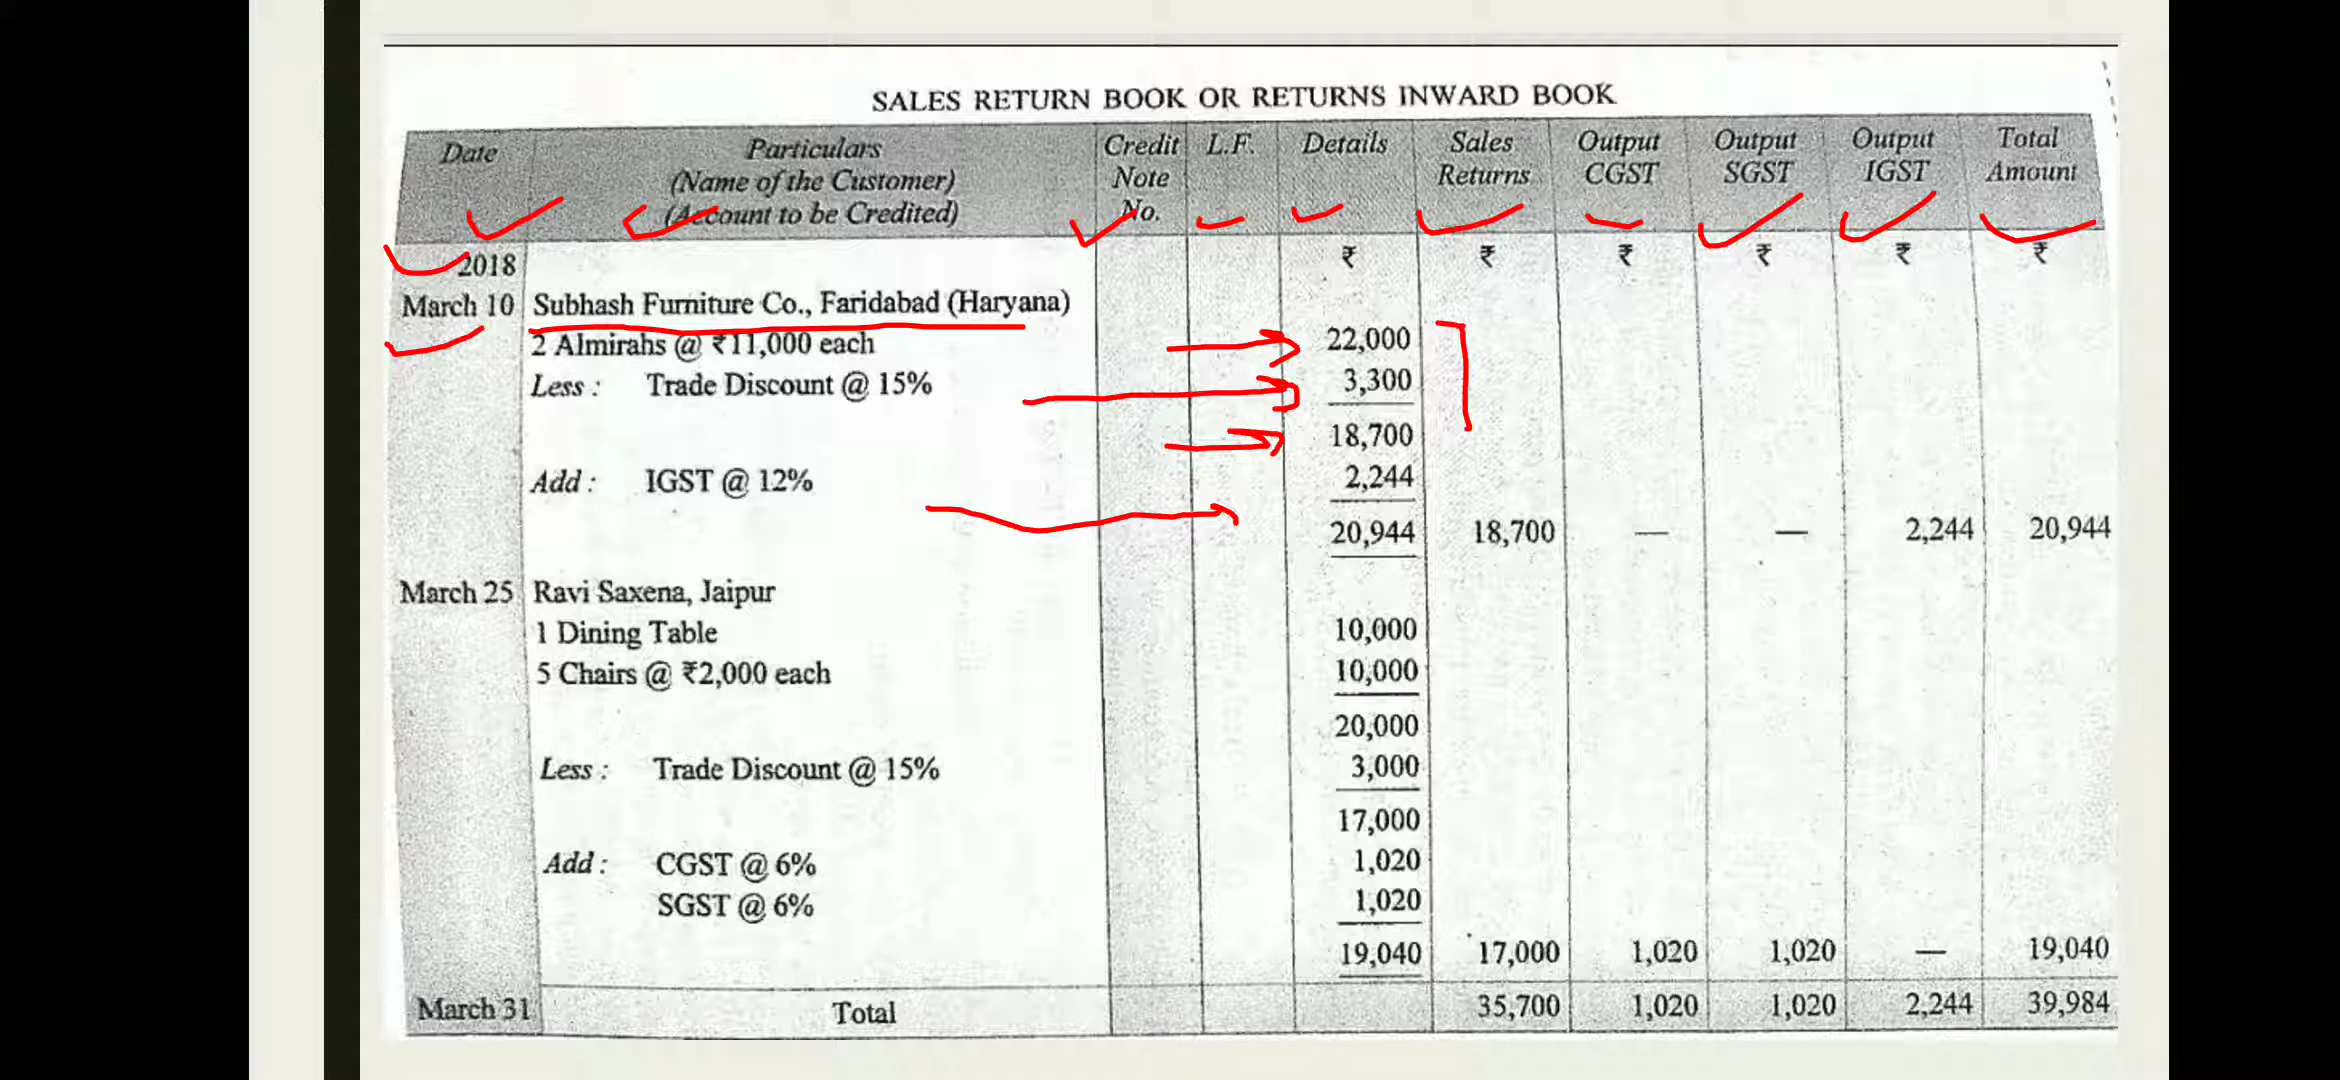 SALES RETURN BOOK OR RETURNS INWARD BOOK
Date Particulars (Name of the Customer) (Account to be Credited) Credit Note No. L.F. Details Sales Returns Output CGST Output SGST Output IGST Total Amount
2018 ₹ ₹ ₹ ₹ ₹ ₹
March 10 Subhash Furniture Co., Faridabad (Haryana)
2 Almirahs @ ₹11,000 each 22,000
Less : Trade Discount @ 15% 3,300
18,700
Add : IGST @ 12% 2,244
20,944 18,700 — — 2,244 20,944
March 25 Ravi Saxena, Jaipur
1 Dining Table 10,000
5 Chairs @ ₹2,000 each 10,000
20,000
Less : Trade Discount @ 15% 3,000
17,000
Add : CGST @ 6% 1,020
SGST @ 6% 1,020
19,040 17,000 1,020 1,020 — 19,040
March 31 Total 35,700 1,020 1,020 2,244 39,984